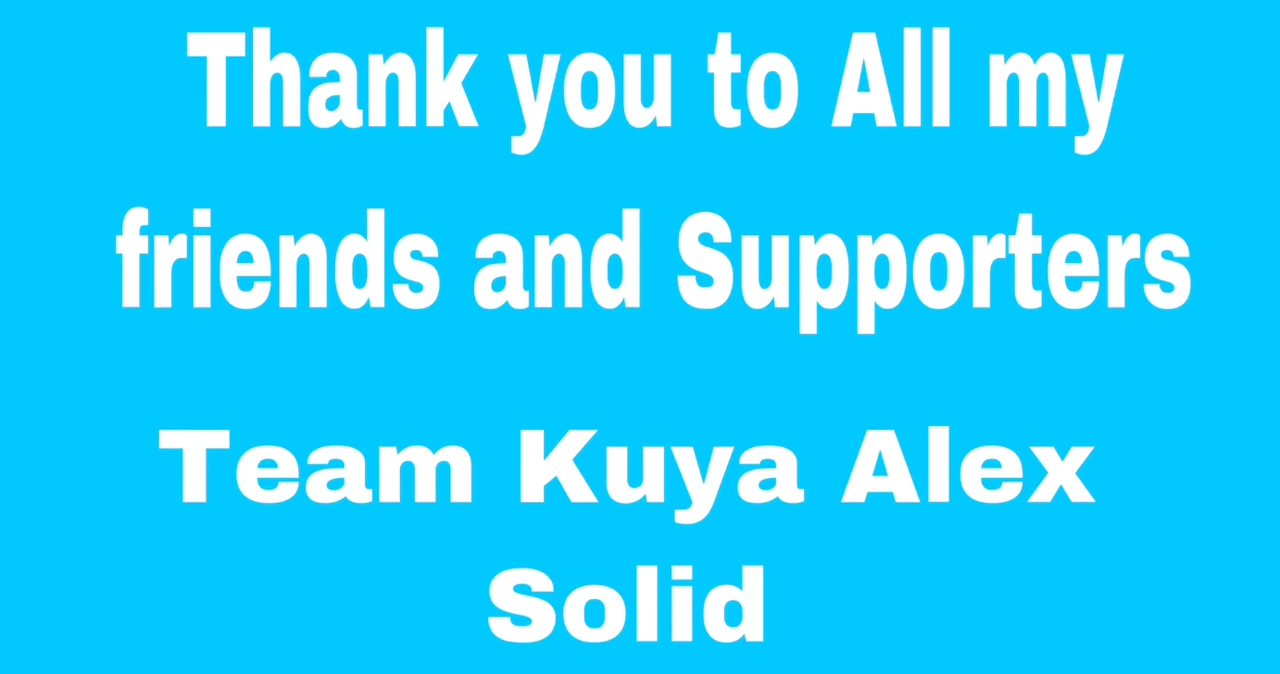 Thank you to All my
friends and Supporters
Team Kuya Alex
Solid